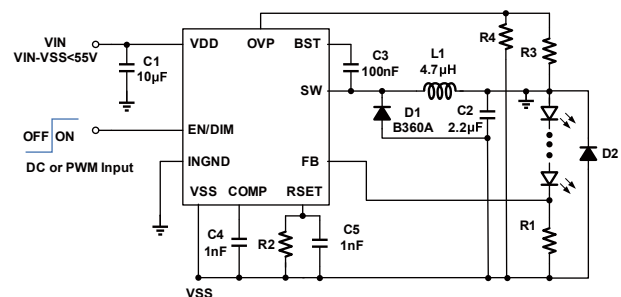 VIN
VIN-VSS<55V
C1
10µF
VDD
OVP
BST
C3
100nF
R4
R3
L1
4.7µH
SW
D1
B360A
C2
2.2µF
OFF
ON
EN/DIM
DC or PWM Input
INGND
FB
D2
VSS
COMP
RSET
R1
C4
1nF
R2
C5
1nF
VSS